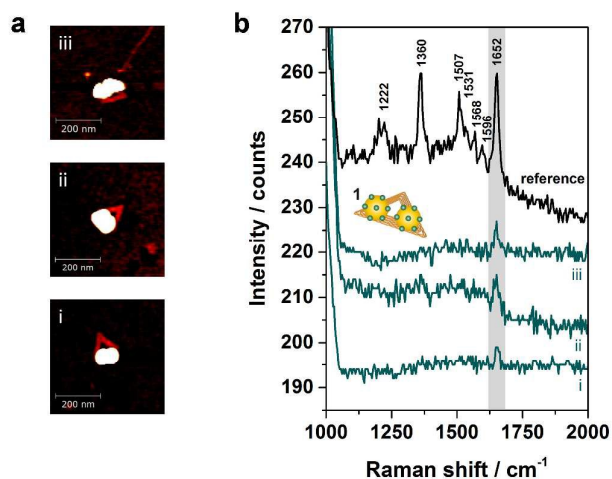 a
iii
200 nm
ii
200 nm
i
200 nm
b
270
260
250
240
230
220
210
200
190
Intensity / counts
1222
1360
1507
1531
1568
1596
1652
reference
1
iii
ii
i
1000 1250 1500 1750 2000
Raman shift / cm⁻¹